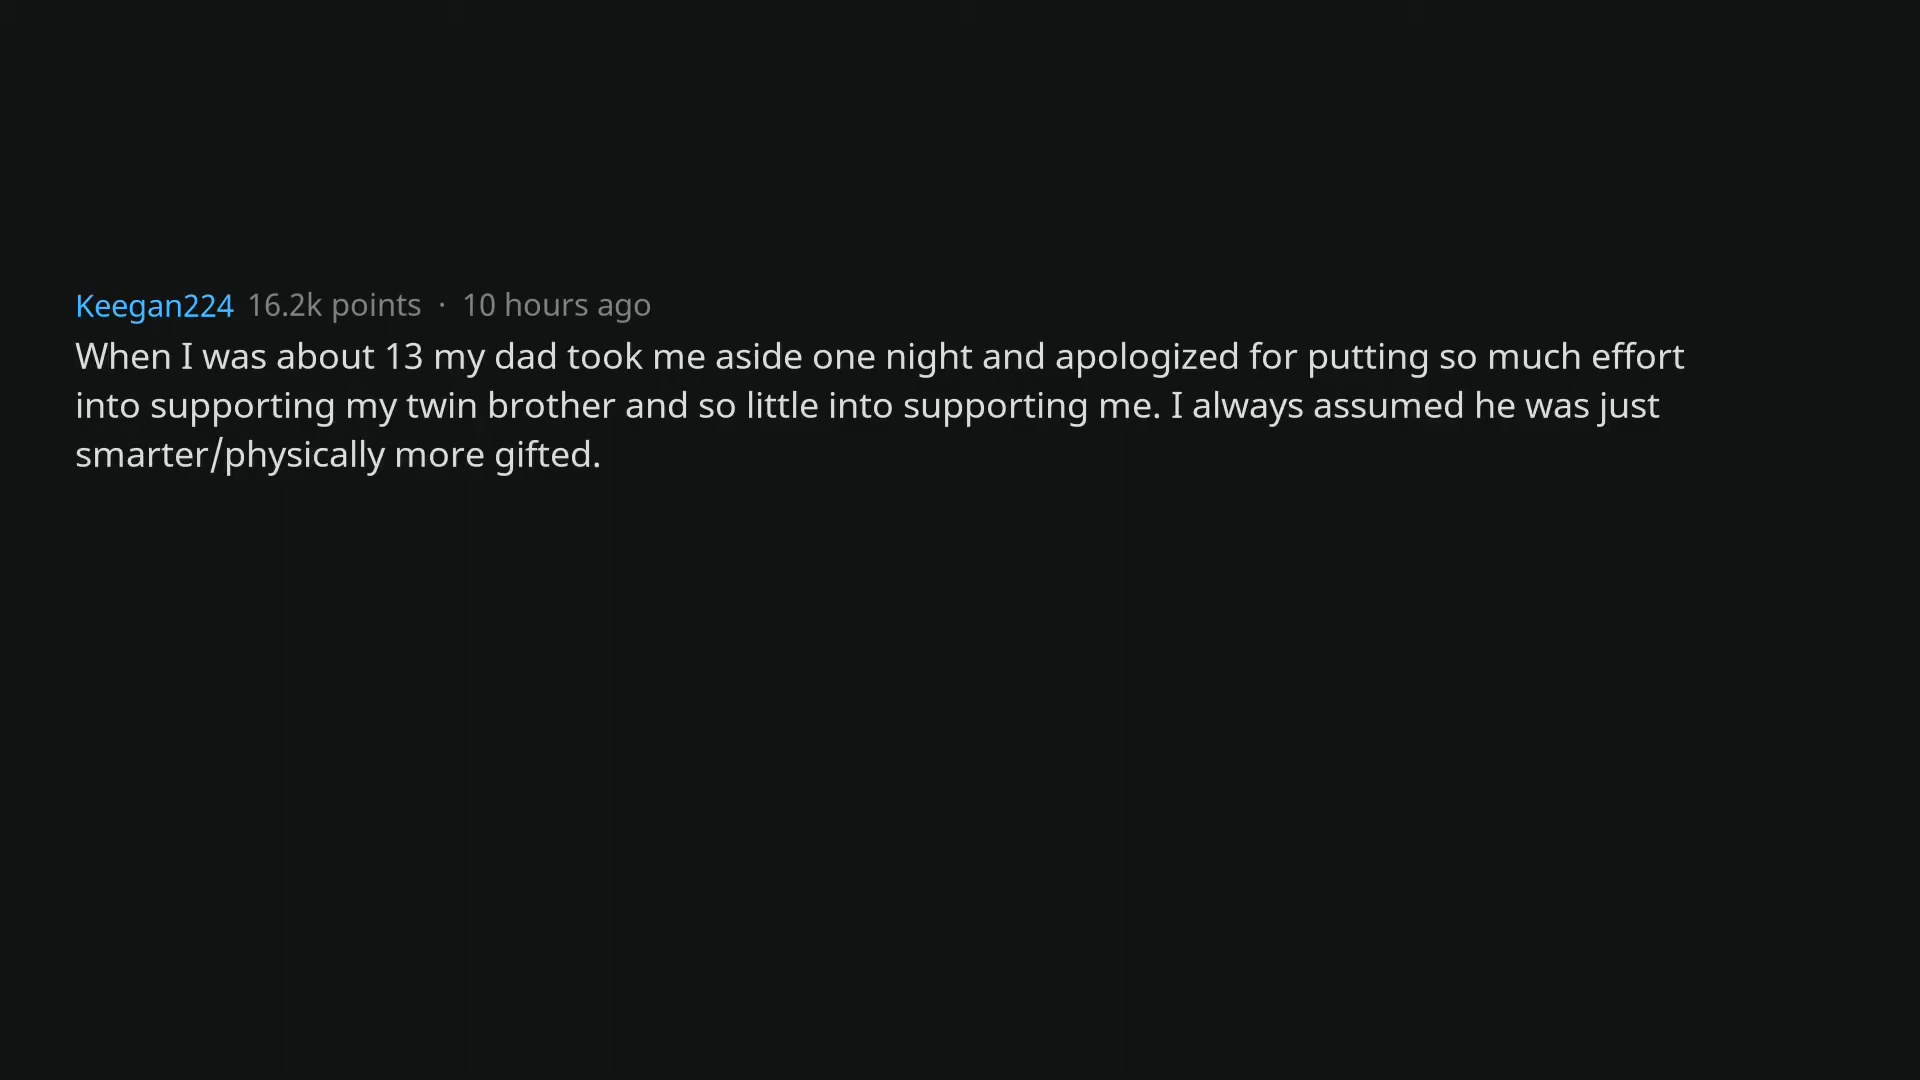 Keegan224 16.2k points · 10 hours ago
When I was about 13 my dad took me aside one night and apologized for putting so much effort
into supporting my twin brother and so little into supporting me. I always assumed he was just
smarter/physically more gifted.